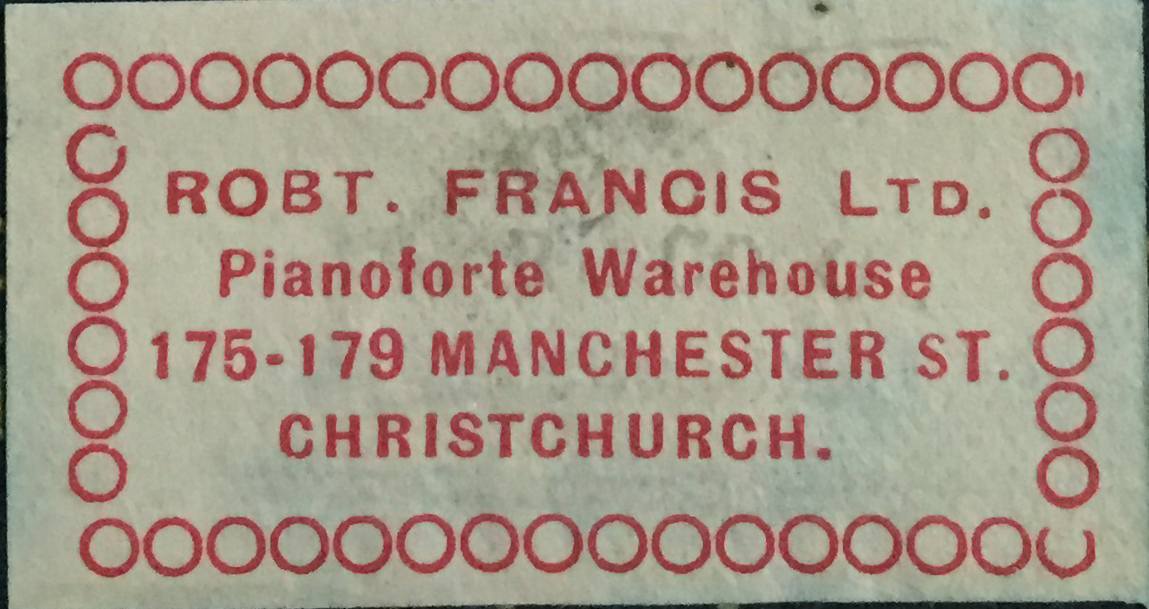 ROBT. FRANCIS LTD.
Pianoforte Warehouse
175-179 MANCHESTER ST.
CHRISTCHURCH.